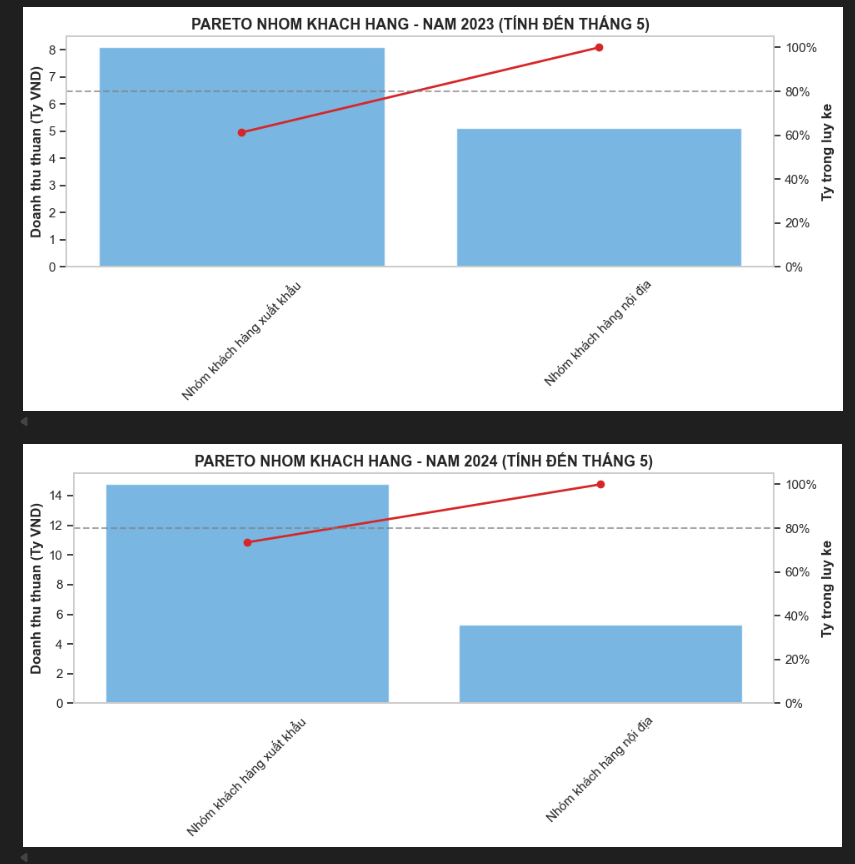 PARETO NHOM KHACH HANG - NAM 2023 (TÍNH ĐẾN THÁNG 5)
Doanh thu thuan (Ty VND)
8
7
6
5
4
3
2
1
0
100%
80%
60%
40%
20%
0%
Ty trong luy ke
Nhóm khách hàng xuất khẩu
Nhóm khách hàng nội địa
PARETO NHOM KHACH HANG - NAM 2024 (TÍNH ĐẾN THÁNG 5)
Doanh thu thuan (Ty VND)
14
12
10
8
6
4
2
0
100%
80%
60%
40%
20%
0%
Ty trong luy ke
Nhóm khách hàng xuất khẩu
Nhóm khách hàng nội địa